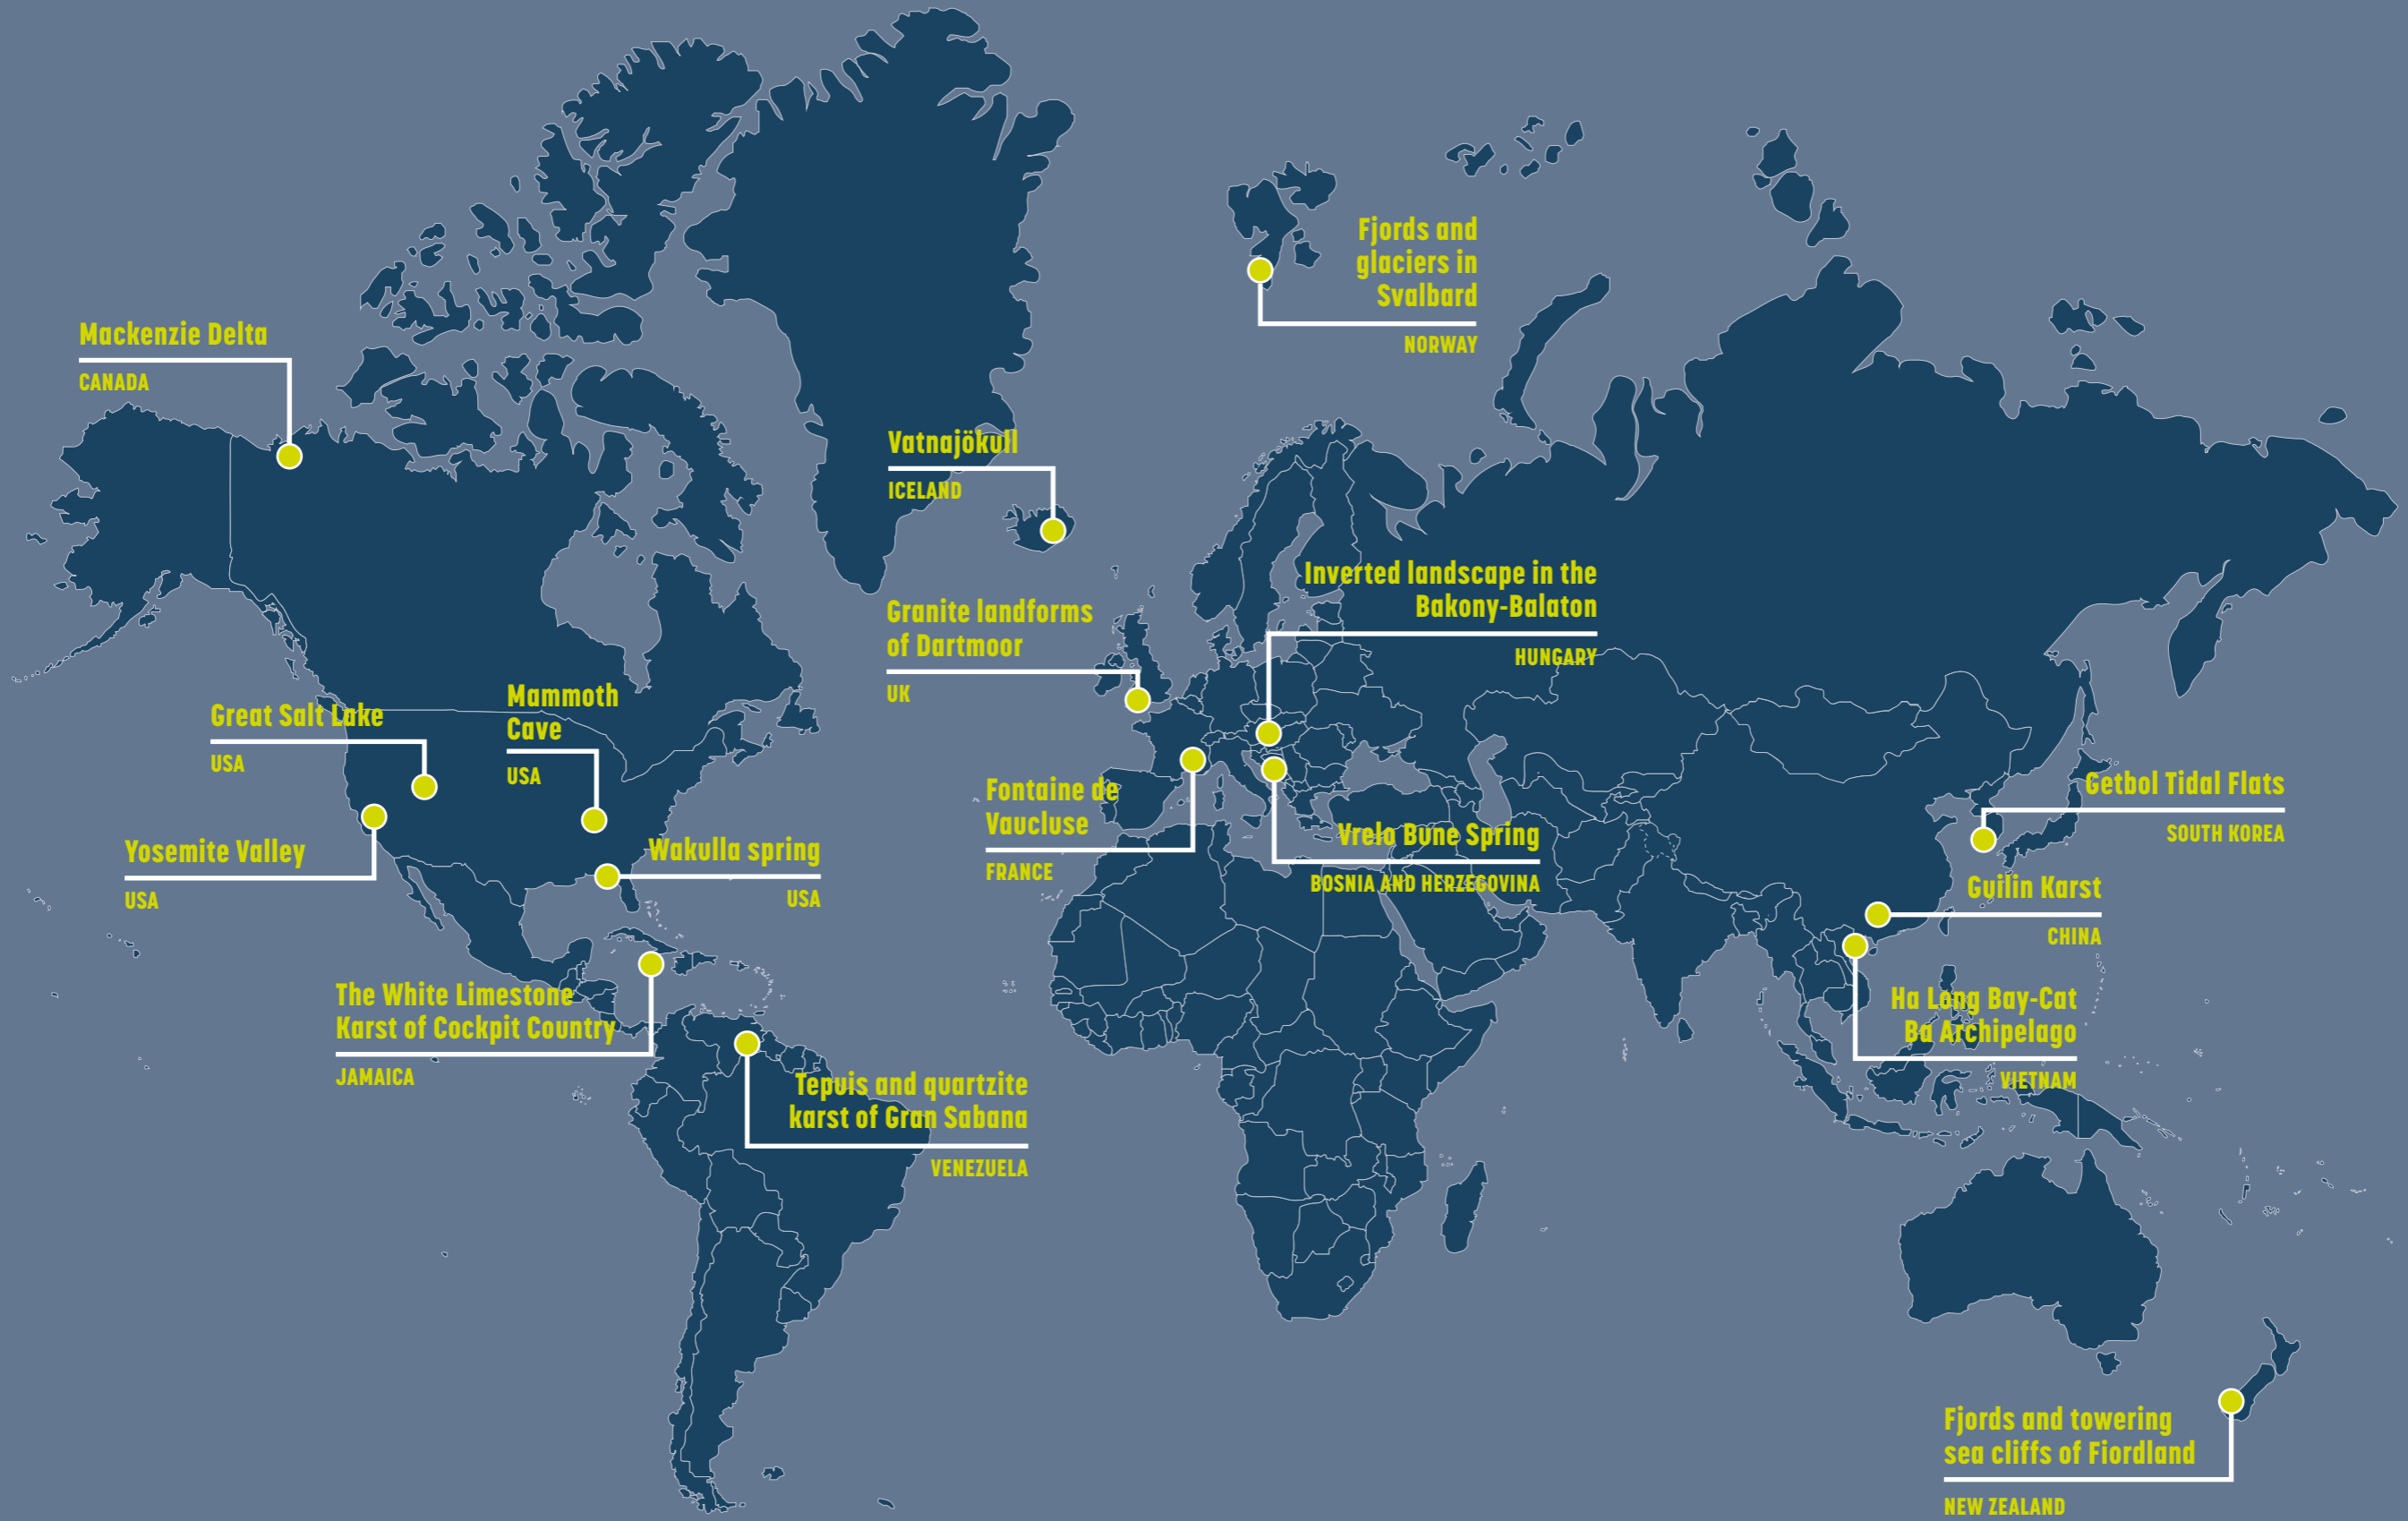 Fjords and
glaciers in
Svalbard
NORWAY
Mackenzie Delta
CANADA
Vatnajökull
ICELAND
Inverted landscape in the
Bakony-Balaton
HUNGARY
Granite landforms
of Dartmoor
UK
Mammoth
Cave
USA
Great Salt Lake
USA
Fontaine de
Vaucluse
FRANCE
Getbol Tidal Flats
SOUTH KOREA
Vrelo Bune Spring
BOSNIA AND HERZEGOVINA
Yosemite Valley
USA
Wakulla spring
USA
Guilin Karst
CHINA
The White Limestone
Karst of Cockpit Country
JAMAICA
Ha Long Bay-Cat
Ba Archipelago
VIETNAM
Tepuis and quartzite
karst of Gran Sabana
VENEZUELA
Fjords and towering
sea cliffs of Fiordland
NEW ZEALAND